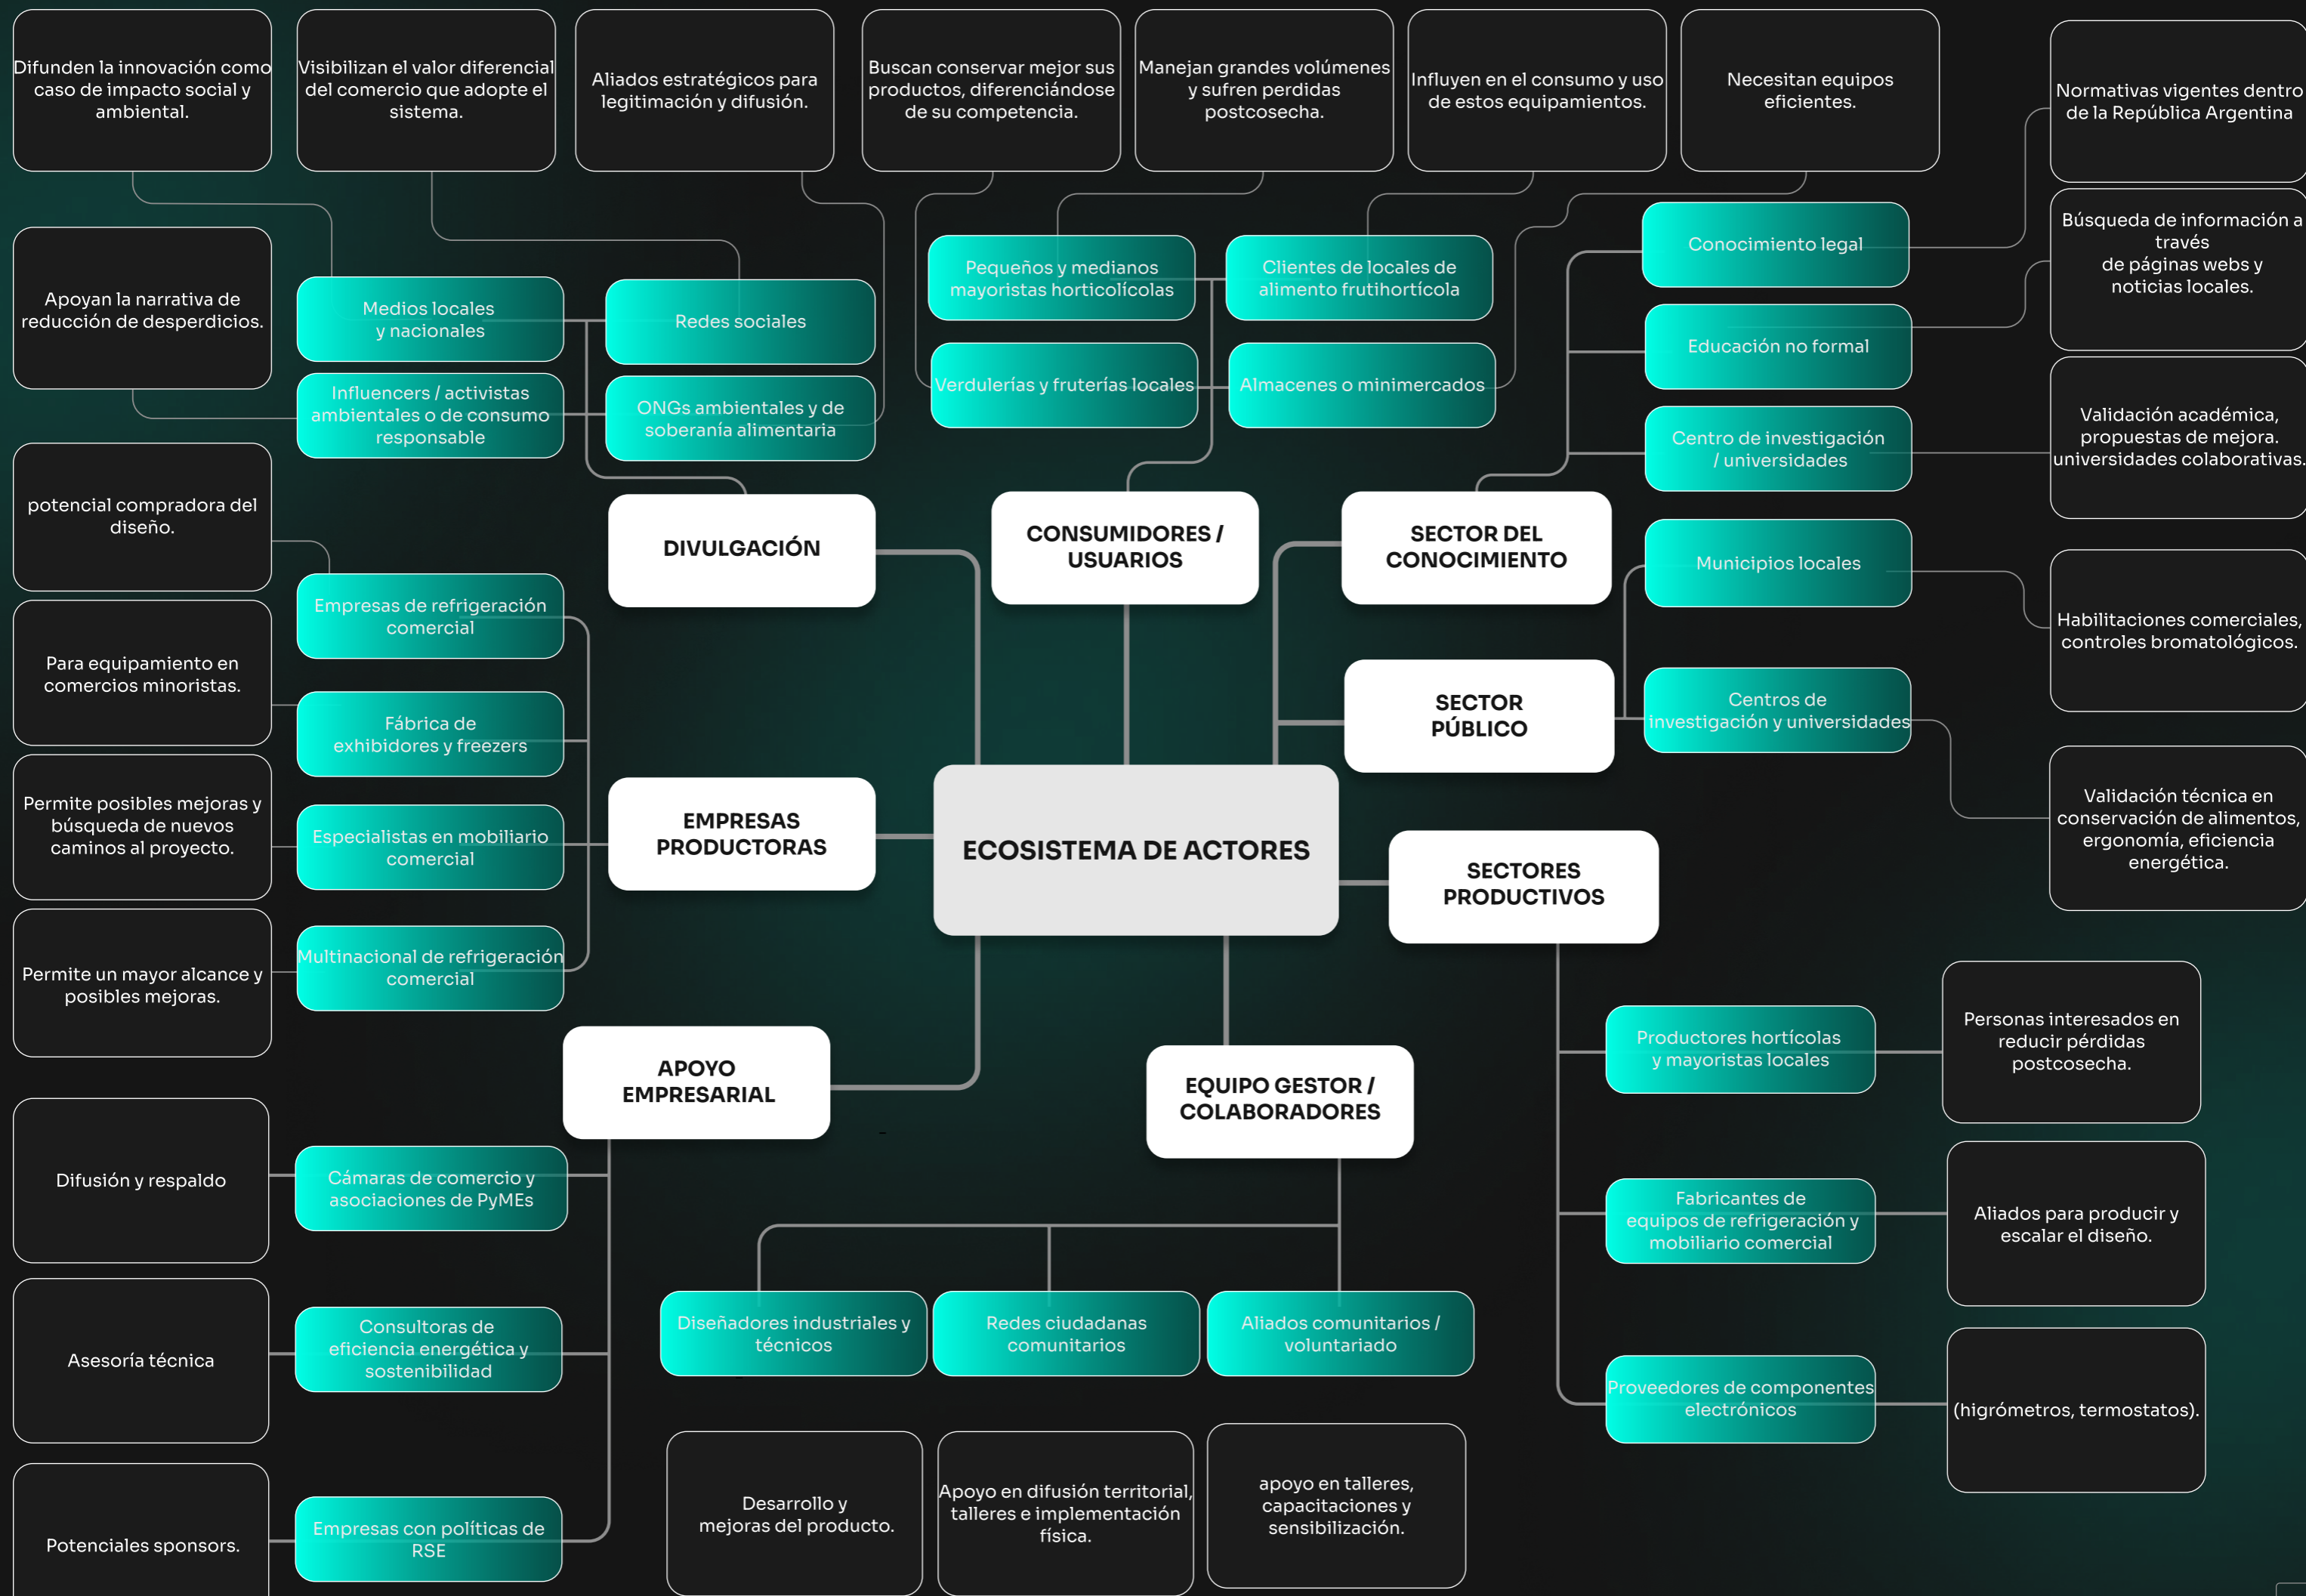 Difunden la innovación como
caso de impacto social y
ambiental.
Visibilizan el valor diferencial
del comercio que adopte el
sistema.
Aliados estratégicos para
legitimación y difusión.
Buscan conservar mejor sus
productos, diferenciándose
de su competencia.
Manejan grandes volúmenes
y sufren perdidas
postcosecha.
Influyen en el consumo y uso
de estos equipamientos.
Necesitan equipos
eficientes.
Normativas vigentes dentro
de la República Argentina
Apoyan la narrativa de
reducción de desperdicios.
Medios locales
y nacionales
Redes sociales
Influencers / activistas
ambientales o de consumo
responsable
ONGs ambientales y de
soberanía alimentaria
Pequeños y medianos
mayoristas horticolícolas
Clientes de locales de
alimento frutihortícola
Verdulerías y fruterías locales
Almacenes o minimercados
Conocimiento legal
Educación no formal
Centro de investigación
/ universidades
Búsqueda de información a
través
de páginas webs y
noticias locales.
Validación académica,
propuestas de mejora.
universidades colaborativas.
DIVULGACIÓN
CONSUMIDORES /
USUARIOS
SECTOR DEL
CONOCIMIENTO
Municipios locales
Habilitaciones comerciales,
controles bromatológicos.
potencial compradora del
diseño.
Empresas de refrigeración
comercial
Para equipamiento en
comercios minoristas.
Fábrica de
exhibidores y freezers
SECTOR
PÚBLICO
Centros de
investigación y universidades
Validación técnica en
conservación de alimentos,
ergonomía, eficiencia
energética.
Permite posibles mejoras y
búsqueda de nuevos
caminos al proyecto.
Especialistas en mobiliario
comercial
EMPRESAS
PRODUCTORAS
ECOSISTEMA DE ACTORES
SECTORES
PRODUCTIVOS
Permite un mayor alcance y
posibles mejoras.
Multinacional de refrigeración
comercial
APOYO
EMPRESARIAL
EQUIPO GESTOR /
COLABORADORES
Productores hortícolas
y mayoristas locales
Personas interesados en
reducir pérdidas
postcosecha.
Difusión y respaldo
Cámaras de comercio y
asociaciones de PyMEs
Fabricantes de
equipos de refrigeración y
mobiliario comercial
Aliados para producir y
escalar el diseño.
Asesoría técnica
Consultoras de
eficiencia energética y
sostenibilidad
Diseñadores industriales y
técnicos
Redes ciudadanas
comunitarios
Aliados comunitarios /
voluntariado
Proveedores de componentes
electrónicos
(higrómetros, termostatos).
Potenciales sponsors.
Empresas con políticas de
RSE
Desarrollo y
mejoras del producto.
Apoyo en difusión territorial,
talleres e implementación
física.
apoyo en talleres,
capacitaciones y
sensibilización.